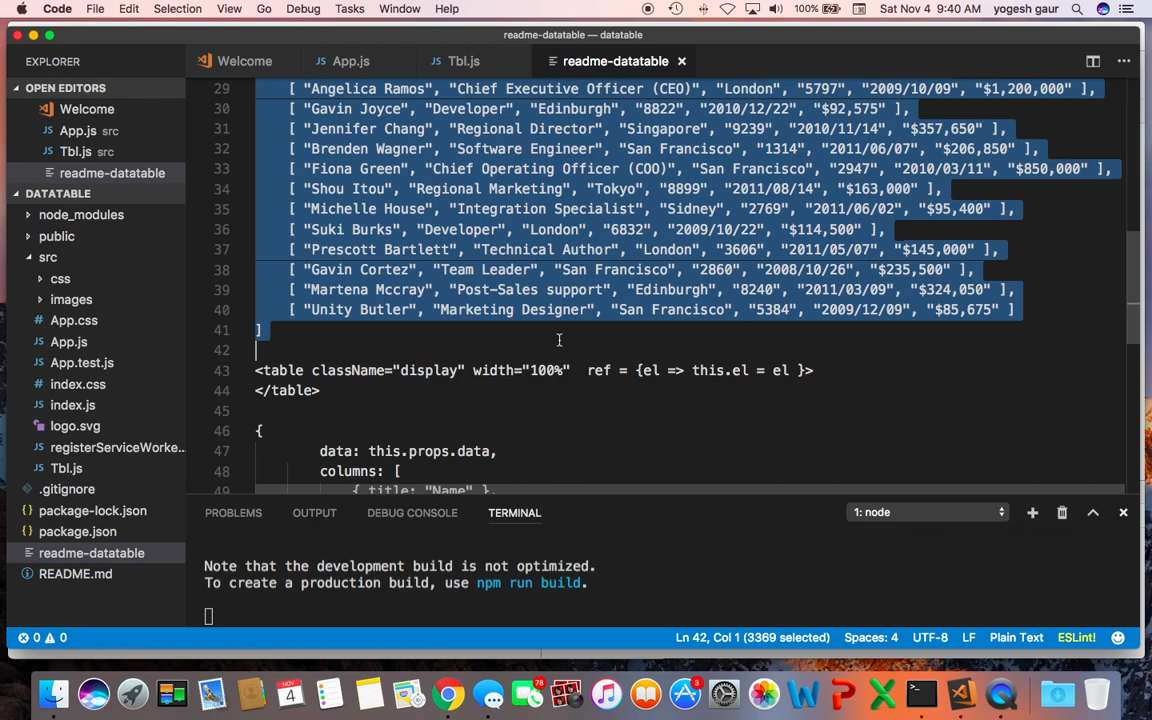 Code File Edit Selection View Go Debug Tasks Window Help 100% Sat Nov 4 9:40 AM yogesh gaur
readme-datatable — datatable
EXPLORER
Welcome
JS App.js
JS Tbl.js
readme-datatable
OPEN EDITORS
Welcome
JS App.js src
JS Tbl.js src
readme-datatable
DATATABLE
node_modules
public
src
css
images
App.css
JS App.js
JS App.test.js
index.css
JS index.js
logo.svg
JS registerServiceWorke...
JS Tbl.js
.gitignore
{} package-lock.json
{} package.json
readme-datatable
README.md
29 [ "Angelica Ramos", "Chief Executive Officer (CEO)", "London", "5797", "2009/10/09", "$1,200,000" ],
30 [ "Gavin Joyce", "Developer", "Edinburgh", "8822", "2010/12/22", "$92,575" ],
31 [ "Jennifer Chang", "Regional Director", "Singapore", "9239", "2010/11/14", "$357,650" ],
32 [ "Brenden Wagner", "Software Engineer", "San Francisco", "1314", "2011/06/07", "$206,850" ],
33 [ "Fiona Green", "Chief Operating Officer (COO)", "San Francisco", "2947", "2010/03/11", "$850,000" ],
34 [ "Shou Itou", "Regional Marketing", "Tokyo", "8899", "2011/08/14", "$163,000" ],
35 [ "Michelle House", "Integration Specialist", "Sidney", "2769", "2011/06/02", "$95,400" ],
36 [ "Suki Burks", "Developer", "London", "6832", "2009/10/22", "$114,500" ],
37 [ "Prescott Bartlett", "Technical Author", "London", "3606", "2011/05/07", "$145,000" ],
38 [ "Gavin Cortez", "Team Leader", "San Francisco", "2860", "2008/10/26", "$235,500" ],
39 [ "Martena Mccray", "Post-Sales support", "Edinburgh", "8240", "2011/03/09", "$324,050" ],
40 [ "Unity Butler", "Marketing Designer", "San Francisco", "5384", "2009/12/09", "$85,675" ]
41 ]
42
43 <table className="display" width="100%"  ref = {el => this.el = el }>
44 </table>
45
46 {
47 data: this.props.data,
48 columns: [
49 { title: "Name" },
PROBLEMS OUTPUT DEBUG CONSOLE TERMINAL 1: node
Note that the development build is not optimized.
To create a production build, use npm run build.
0 0 Ln 42, Col 1 (3369 selected) Spaces: 4 UTF-8 LF Plain Text ESLint!
4
78
3